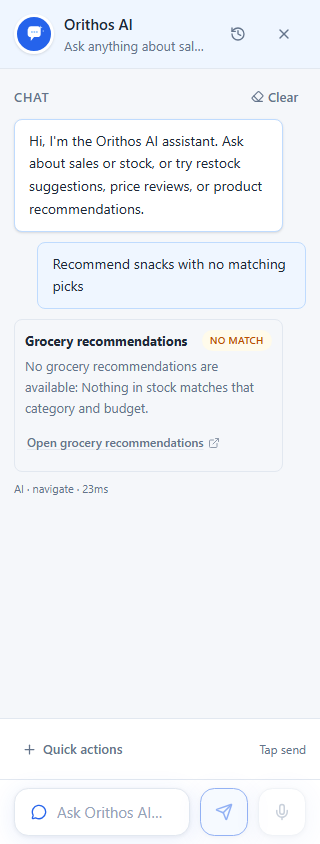 Orithos AI
Ask anything about sal...
CHAT
Clear
Hi, I'm the Orithos AI assistant. Ask
about sales or stock, or try restock
suggestions, price reviews, or product
recommendations.
Recommend snacks with no matching
picks
Grocery recommendations
NO MATCH
No grocery recommendations are
available: Nothing in stock matches that
category and budget.
Open grocery recommendations
AI · navigate · 23ms
Quick actions
Tap send
Ask Orithos AI...